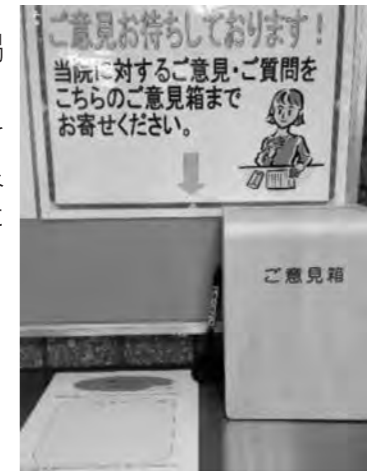 ご意見お待ちしております！
当院に対するご意見・ご質問を
こちらのご意見箱まで
お寄せください。
ご意見箱